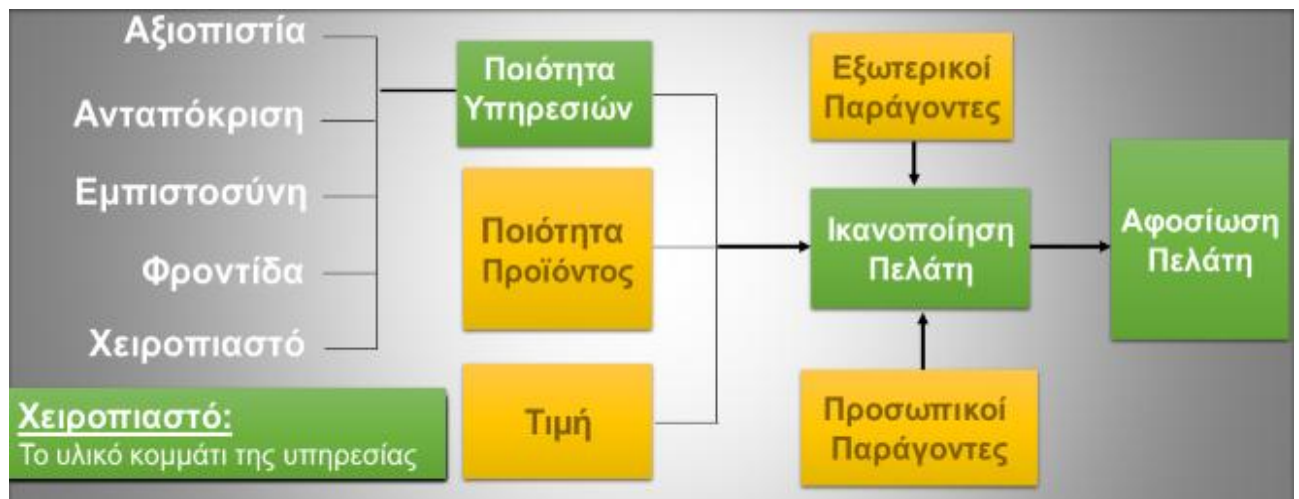 Αξιοπιστία
Ανταπόκριση
Εμπιστοσύνη
Φροντίδα
Χειροπιαστό
Χειροπιαστό:
Το υλικό κομμάτι της υπηρεσίας
Ποιότητα
Υπηρεσιών
Ποιότητα
Προϊόντος
Τιμή
Εξωτερικοί
Παράγοντες
Ικανοποίηση
Πελάτη
Προσωπικοί
Παράγοντες
Αφοσίωση
Πελάτη